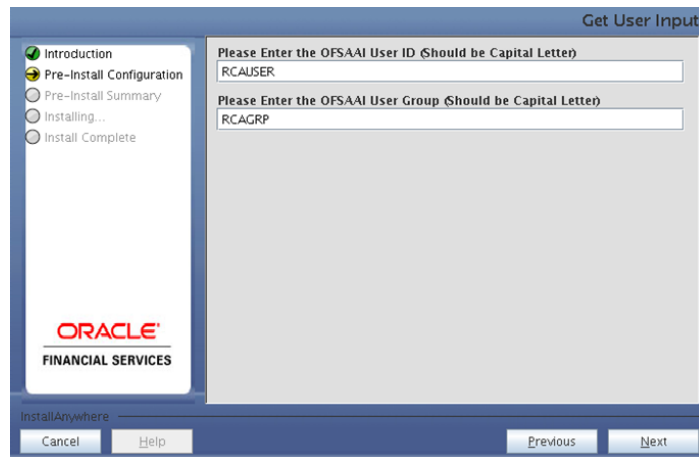 Get User Input
Introduction
Pre-Install Configuration
Pre-Install Summary
Installing...
Install Complete
Please Enter the OFSAAI User ID (Should be Capital Letter)
RCAUSER
Please Enter the OFSAAI User Group (Should be Capital Letter)
RCAGRP
ORACLE'
FINANCIAL SERVICES
InstallAnywhere
Cancel
Help
Previous
Next